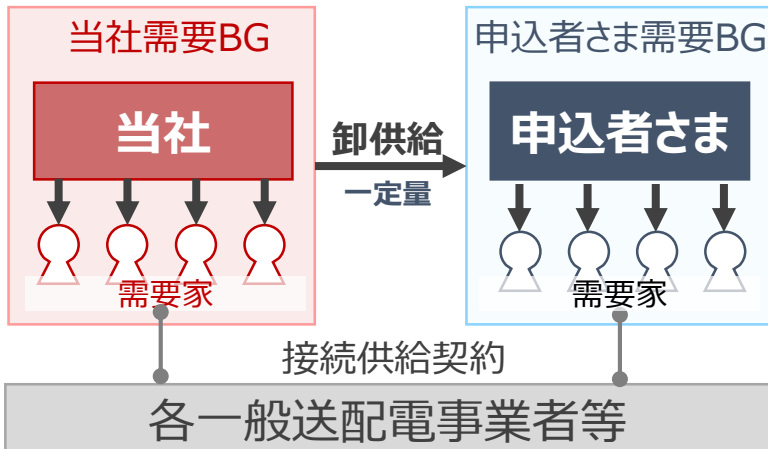 当社需要BG
申込者さま需要BG
当社
卸供給
一定量
申込者さま
需要家
需要家
接続供給契約
各一般送配電事業者等